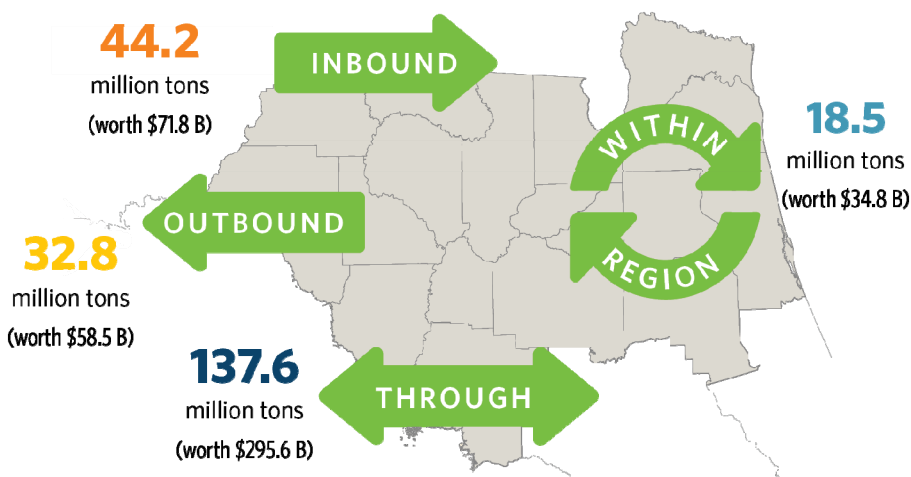 44.2
million tons
(worth $71.8 B)
INBOUND
WITHIN
REGION
18.5
million tons
(worth $34.8 B)
OUTBOUND
32.8
million tons
(worth $58.5 B)
137.6
million tons
(worth $295.6 B)
THROUGH